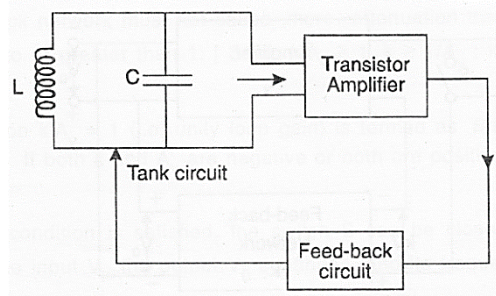 L
C
Transistor
Amplifier
Tank circuit
Feed-back
circuit